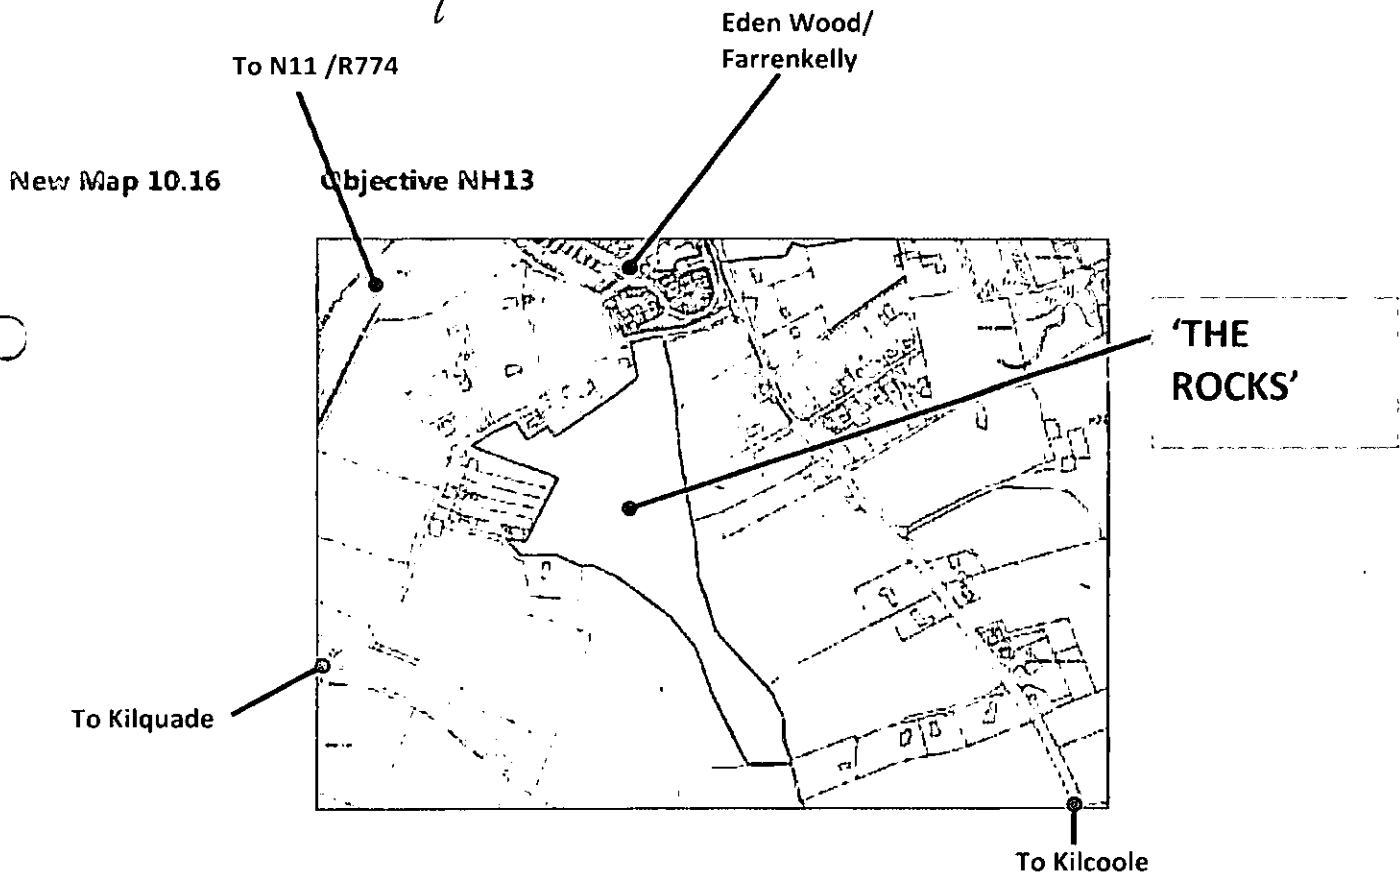 Eden Wood/
Farrenkelly
To N11 /R774
New Map 10.16 Objective NH13
‘THE
ROCKS’
To Kilquade
To Kilcoole